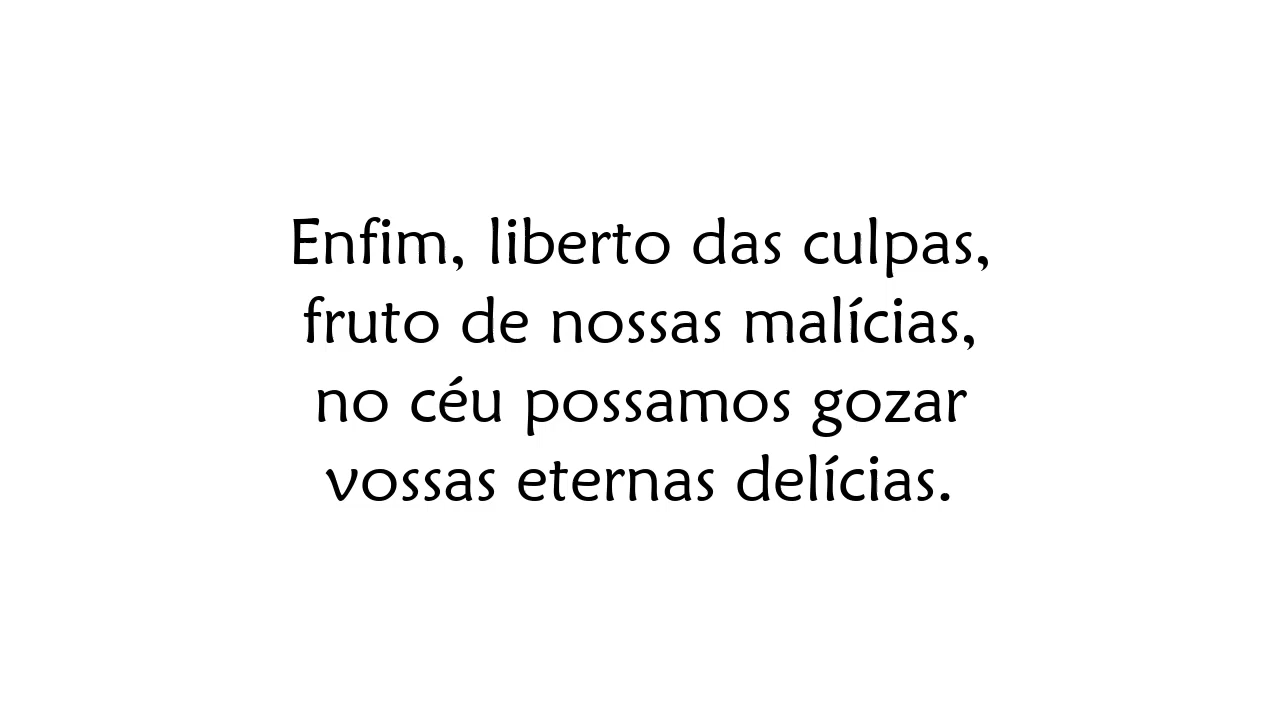 Enfim, liberto das culpas,
fruto de nossas malícias,
no céu possamos gozar
vossas eternas delícias.